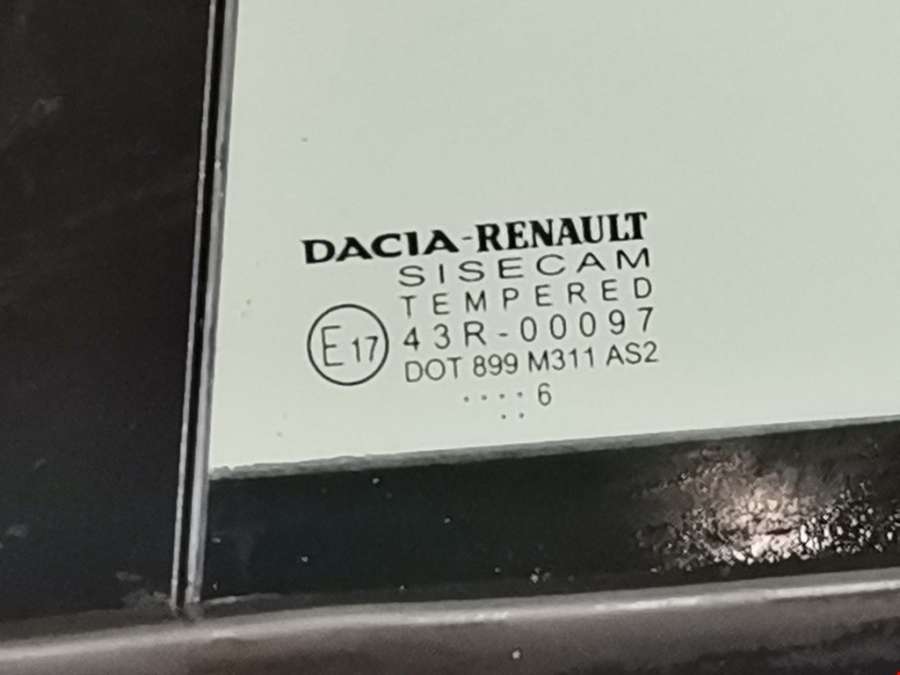 DACIA-RENAULT
SISECAM
TEMPERED
E17 43R-00097
DOT 899 M311 AS2
.... 6
..